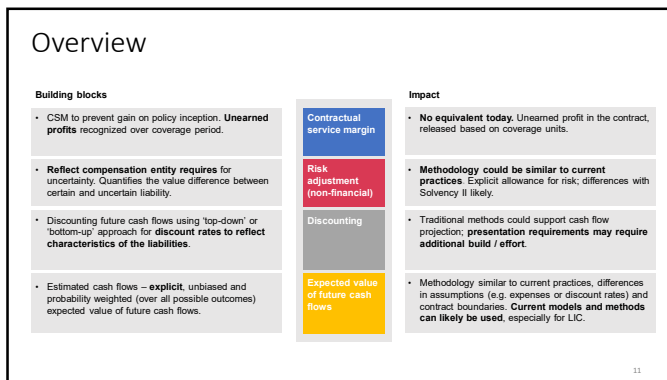 Overview
Building blocks
Impact
• CSM to prevent gain on policy inception. Unearned
profits recognized over coverage period.
Contractual
service margin
• No equivalent today. Unearned profit in the contract,
released based on coverage units.
• Reflect compensation entity requires for
uncertainty. Quantifies the value difference between
certain and uncertain liability.
Risk
adjustment
(non-financial)
• Methodology could be similar to current
practices. Explicit allowance for risk; differences with
Solvency II likely.
• Discounting future cash flows using ‘top-down’ or
‘bottom-up’ approach for discount rates to reflect
characteristics of the liabilities.
Discounting
• Traditional methods could support cash flow
projection; presentation requirements may require
additional build / effort.
• Estimated cash flows – explicit, unbiased and
probability weighted (over all possible outcomes)
expected value of future cash flows.
Expected value
of future cash
flows
• Methodology similar to current practices, differences
in assumptions (e.g. expenses or discount rates) and
contract boundaries. Current models and methods
can likely be used, especially for LIC.
11